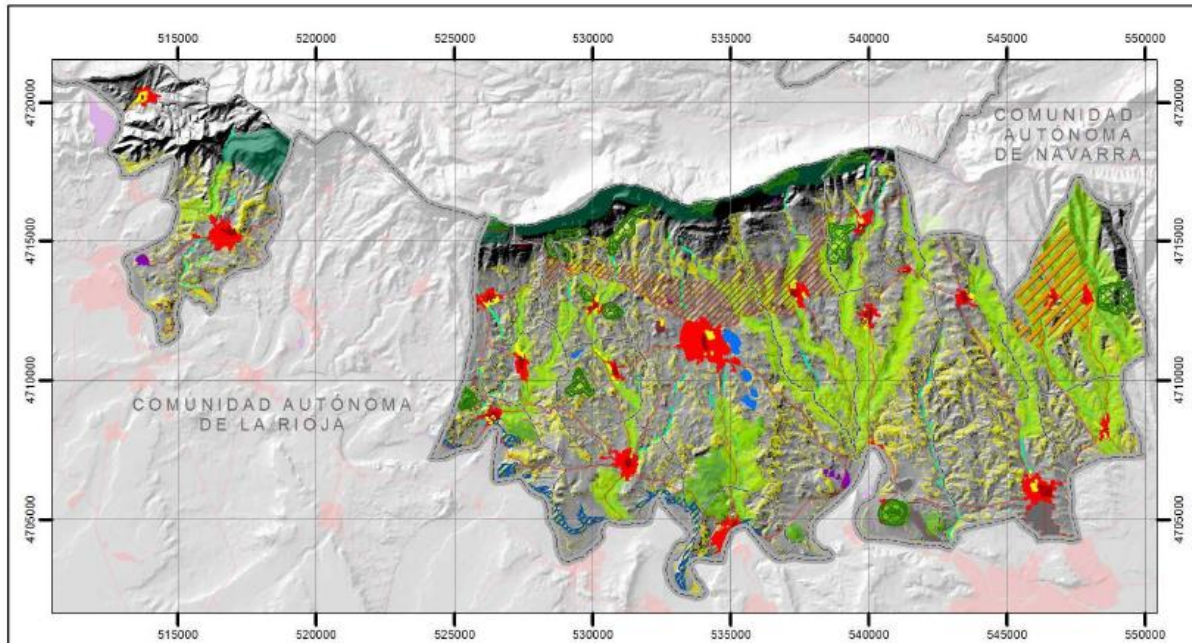 515000 520000 525000 530000 535000 540000 545000 550000
4720000 4720000
COMUNIDAD
AUTÓNOMA
DE NAVARRA
4715000 4715000
4710000 4710000
COMUNIDAD AUTÓNOMA
DE LA RIOJA
4705000 4705000
515000 520000 525000 530000 535000 540000 545000 550000